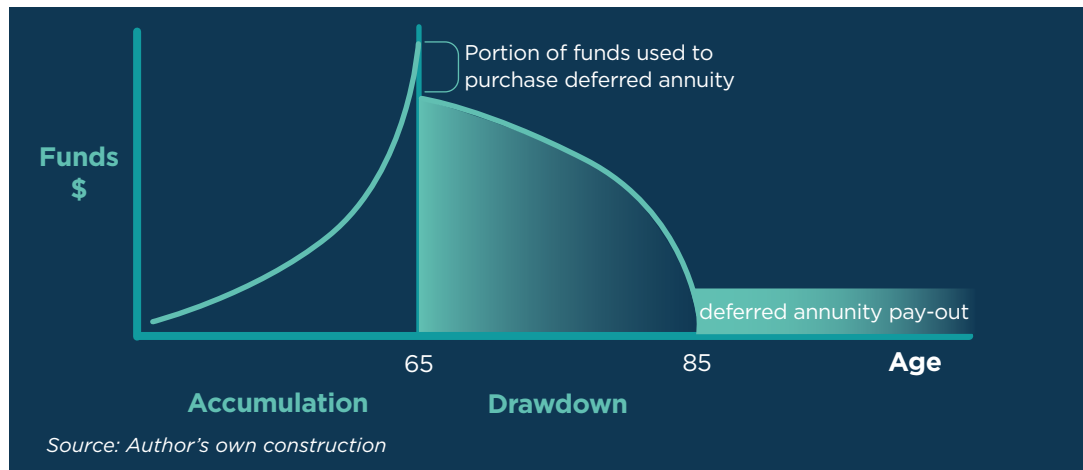 Portion of funds used to
purchase deferred annuity
Funds
$
deferred annunity pay-out
65
85
Age
Accumulation
Drawdown
Source: Author's own construction